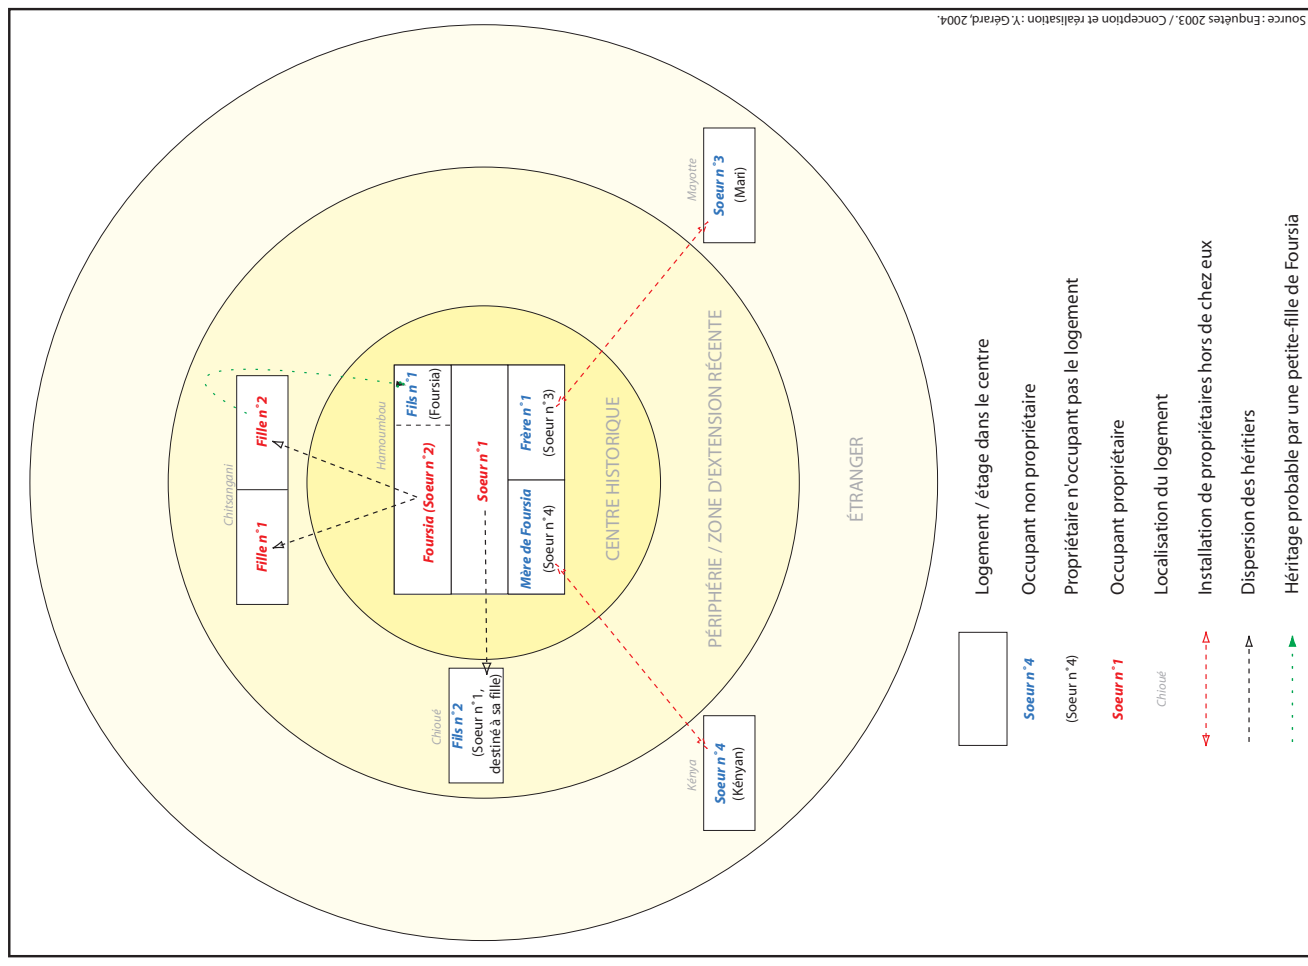 Source : Enquêtes 2003. / Conception et réalisation : Y. Gérard, 2004.
Chitsangani
Fille n°1
Fille n°2
Hamoumbou
Foursia (Soeur n°2)
Fils n°1
(Foursia)
Soeur n°1
Mère de Foursia
(Soeur n°4)
Frère n°1
(Soeur n°3)
CENTRE HISTORIQUE
Chioué
Fils n°2
(Soeur n°1,
destiné à sa fille)
Kénya
Soeur n°4
(Kényan)
Mayotte
Soeur n°3
(Mari)
PÉRIPHÉRIE / ZONE D'EXTENSION RÉCENTE
ÉTRANGER
Logement / étage dans le centre
Soeur n°4
Occupant non propriétaire
(Soeur n°4)
Propriétaire n'occupant pas le logement
Soeur n°1
Occupant propriétaire
Chioué
Localisation du logement
Installation de propriétaires hors de chez eux
Dispersion des héritiers
Héritage probable par une petite-fille de Foursia